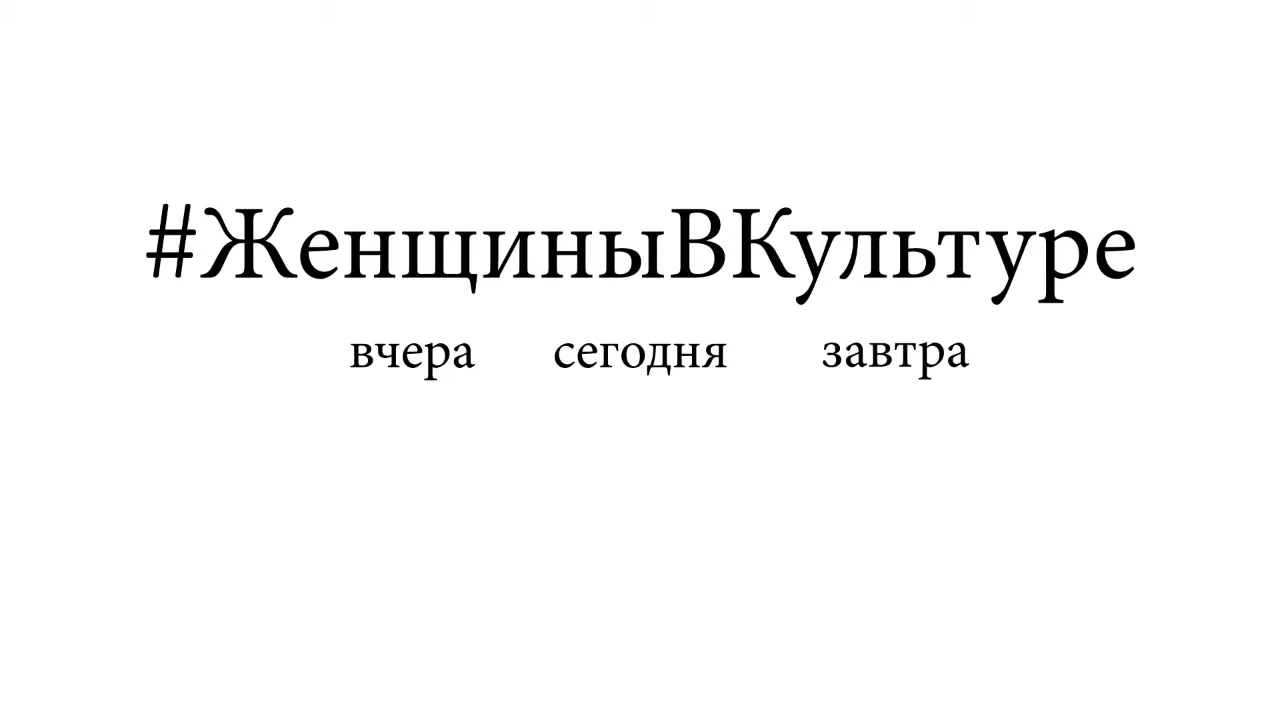 #ЖенщиныВКультуре
вчера сегодня завтра